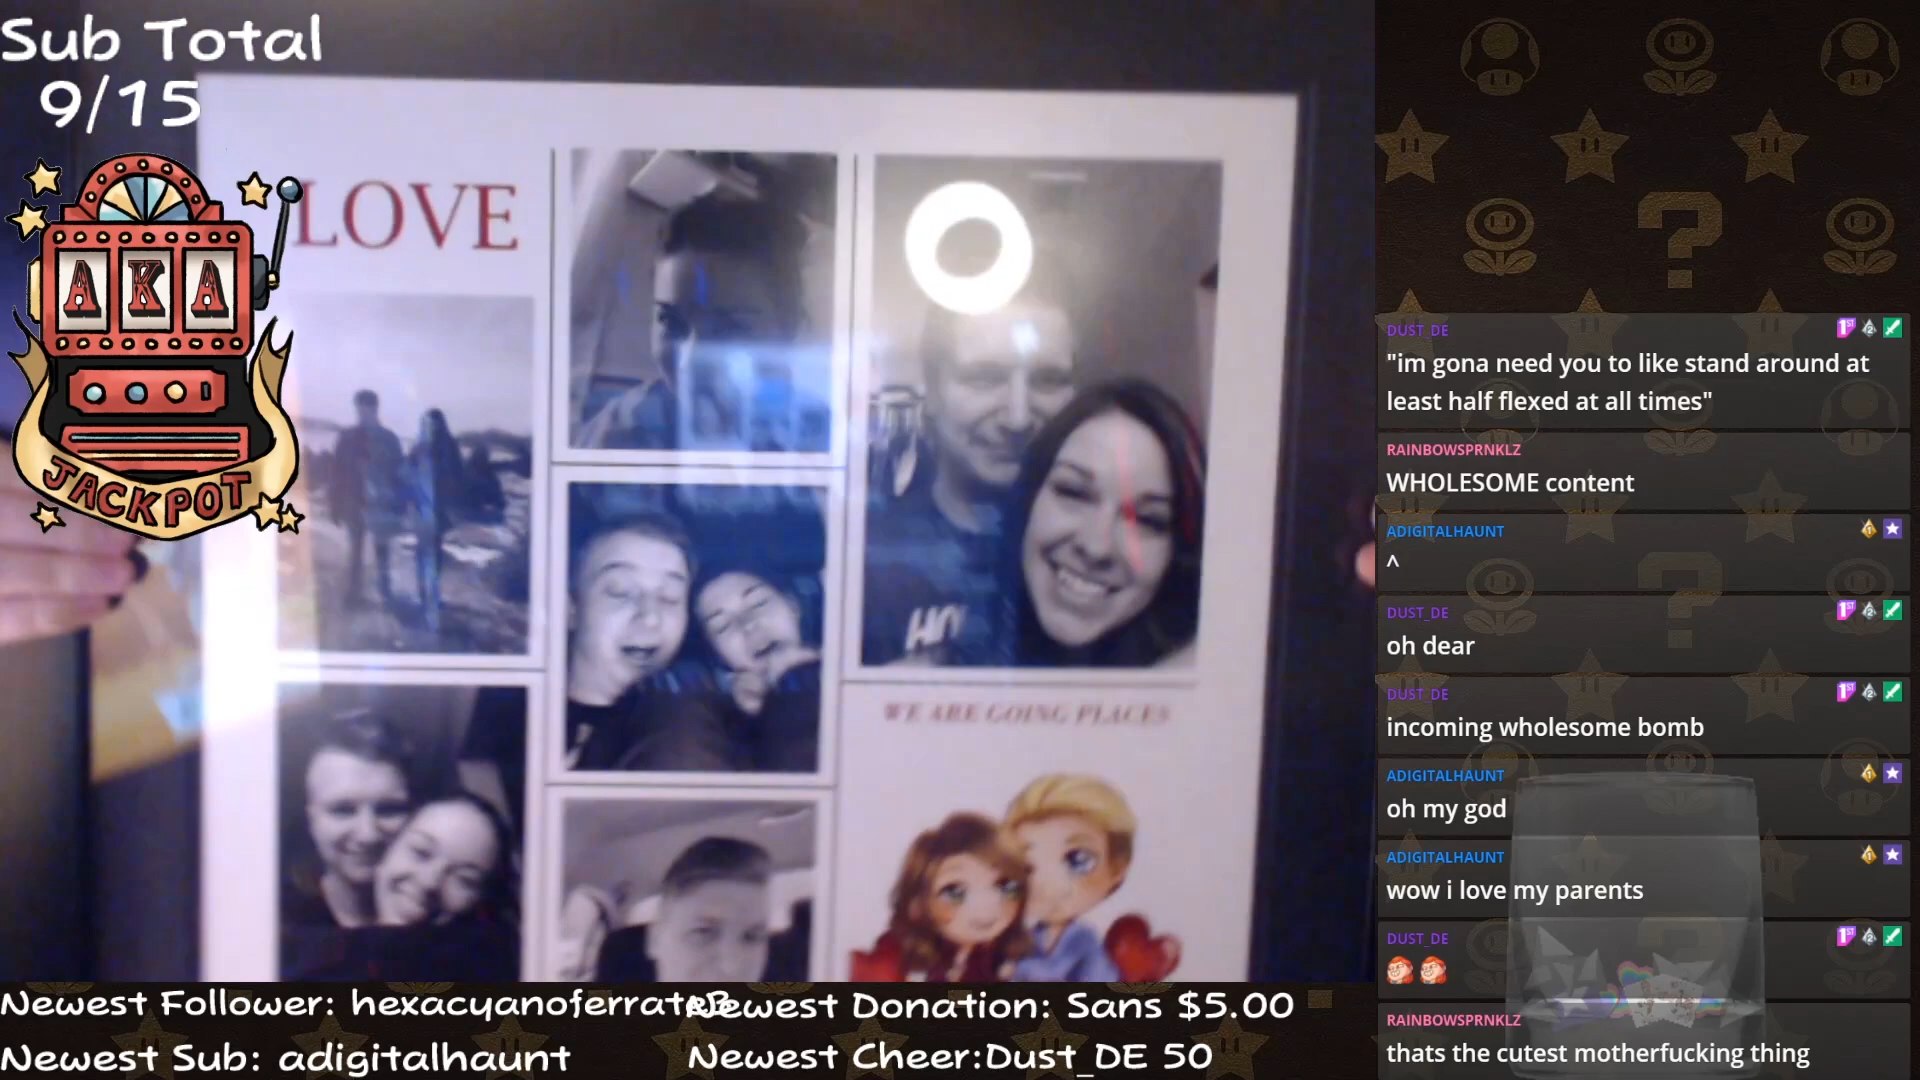 Sub Total
9/15
AKA
JACKPOT
LOVE
WE ARE GOING PLACES
DUST_DE
"im gona need you to like stand around at
least half flexed at all times"
RAINBOWSPRNKLZ
WHOLESOME content
ADIGITALHAUNT
^
DUST_DE
oh dear
DUST_DE
incoming wholesome bomb
ADIGITALHAUNT
oh my god
ADIGITALHAUNT
wow i love my parents
DUST_DE
RAINBOWSPRNKLZ
thats the cutest motherfucking thing
Newest Follower:
Newest Donation: Sans $5.00
Newest Sub: adigitalhaunt
Newest Cheer:Dust_DE 50